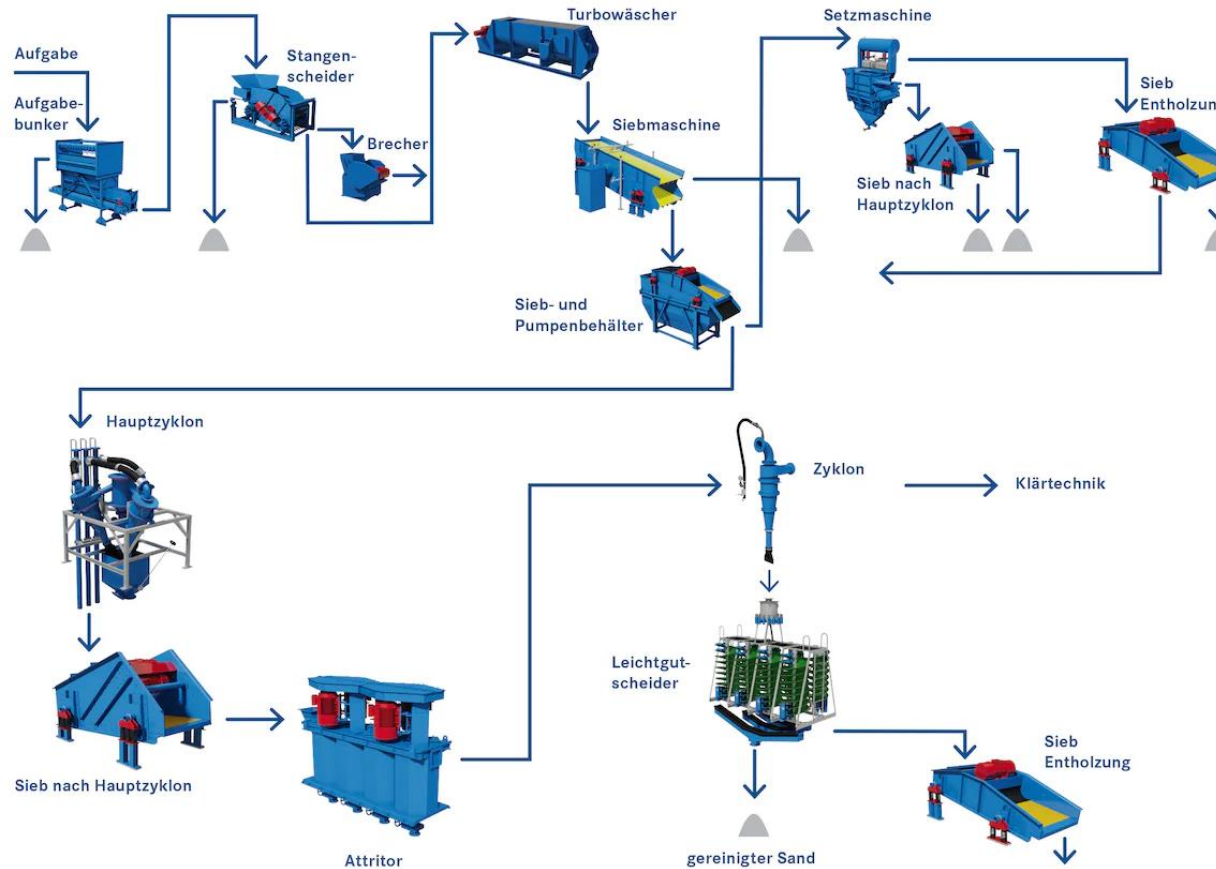 Aufgabe
Aufgabe-
bunker
Stangen-
scheider
Brecher
Turbowäscher
Siebmaschine
Sieb- und
Pumpenbehälter
Setzmaschine
Sieb nach
Hauptzyklon
Sieb
Entholzun
Hauptzyklon
Sieb nach Hauptzyklon
Attritor
Zyklon
Klärtechnik
Leichtgut-
scheider
gereinigter Sand
Sieb
Entholzung